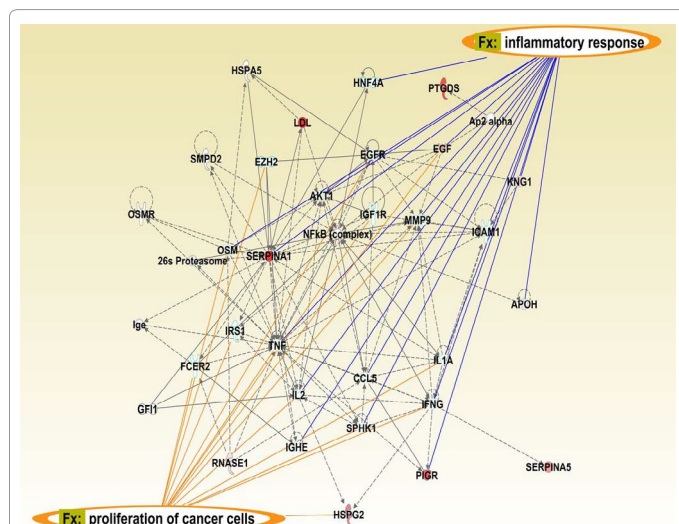 Fx: inflammatory response
HSPA5
HNF4A
PTGDS
LDL
Ap2 alpha
EZH2
EGFR
EGF
SMPD2
KNG1
AKT1
IGF1R
MMP9
OSMR
NFkB (complex)
ICAM1
OSM
SERPINA1
26s Proteasome
APOH
Ige
IRS1
TNF
FCER2
IL1A
CCL5
IL2
IFNG
GFI1
SPHK1
IGHE
RNASE1
PIGR
SERPINA5
HSPG2
Fx: proliferation of cancer cells